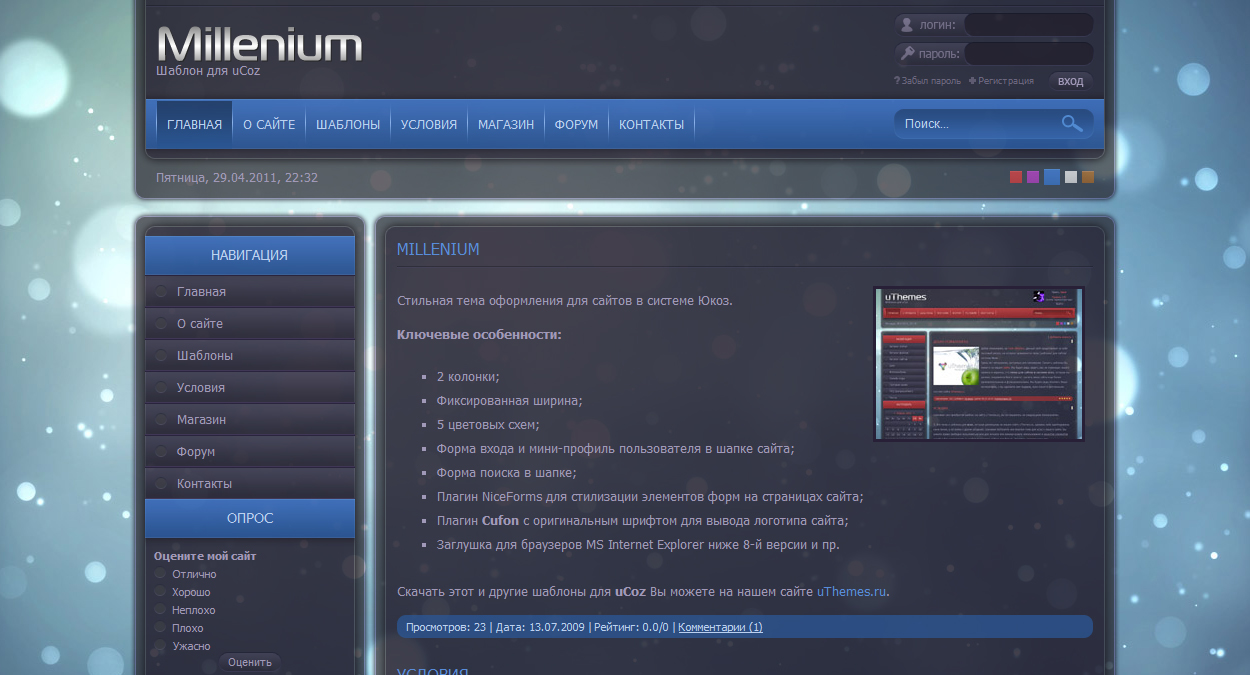 Millenium
Шаблон для uCoz
логин:
пароль:
?Забыл пароль Регистрация ВХОД
ГЛАВНАЯ О САЙТЕ ШАБЛОНЫ УСЛОВИЯ МАГАЗИН ФОРУМ КОНТАКТЫ Поиск...
Пятница, 29.04.2011, 22:32
НАВИГАЦИЯ
Главная
О сайте
Шаблоны
Условия
Магазин
Форум
Контакты
ОПРОС
Оцените мой сайт
Отлично
Хорошо
Неплохо
Плохо
Ужасно
Оценить
MILLENIUM
Стильная тема оформления для сайтов в системе Юкоз.
uThemes
Ключевые особенности:
2 колонки;
Фиксированная ширина;
5 цветовых схем;
Форма входа и мини-профиль пользователя в шапке сайта;
Форма поиска в шапке;
Плагин NiceForms для стилизации элементов форм на страницах сайта;
Плагин Cufon с оригинальным шрифтом для вывода логотипа сайта;
Заглушка для браузеров MS Internet Explorer ниже 8-й версии и пр.
Скачать этот и другие шаблоны для uCoz Вы можете на нашем сайте uThemes.ru.
Просмотров: 23 | Дата: 13.07.2009 | Рейтинг: 0.0/0 | Комментарии (1)
УСЛОВИЯ